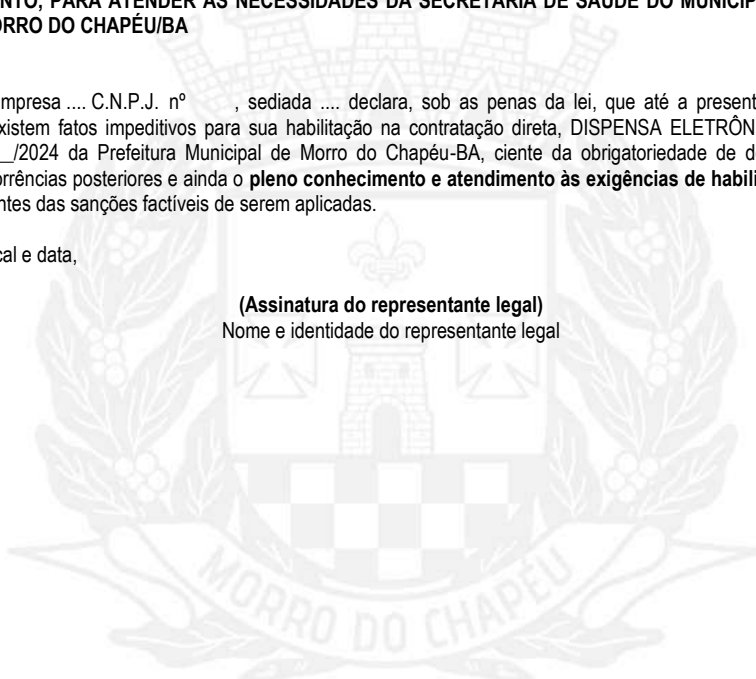 NTO, PARA ATENDER AS NECESSIDADES DA SECRETARIA DE SAÚDE DO MUNICIP
ORRO DO CHAPÉU/BA
mpresa .... C.N.P.J. nº , sediada .... declara, sob as penas da lei, que até a present
xistem fatos impeditivos para sua habilitação na contratação direta, DISPENSA ELETRÔN
__/2024 da Prefeitura Municipal de Morro do Chapéu-BA, ciente da obrigatoriedade de d
orrências posteriores e ainda o pleno conhecimento e atendimento às exigências de habili
ntes das sanções factíveis de serem aplicadas.
cal e data,
(Assinatura do representante legal)
Nome e identidade do representante legal
MORRO DO CHAPÉU